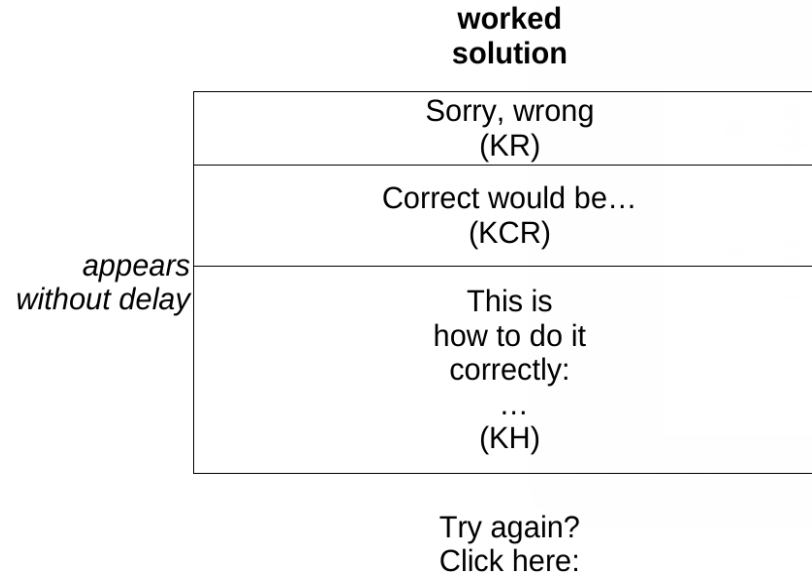 worked
solution
Sorry, wrong
(KR)
Correct would be…
(KCR)
appears
without delay
This is
how to do it
correctly:
…
(KH)
Try again?
Click here: